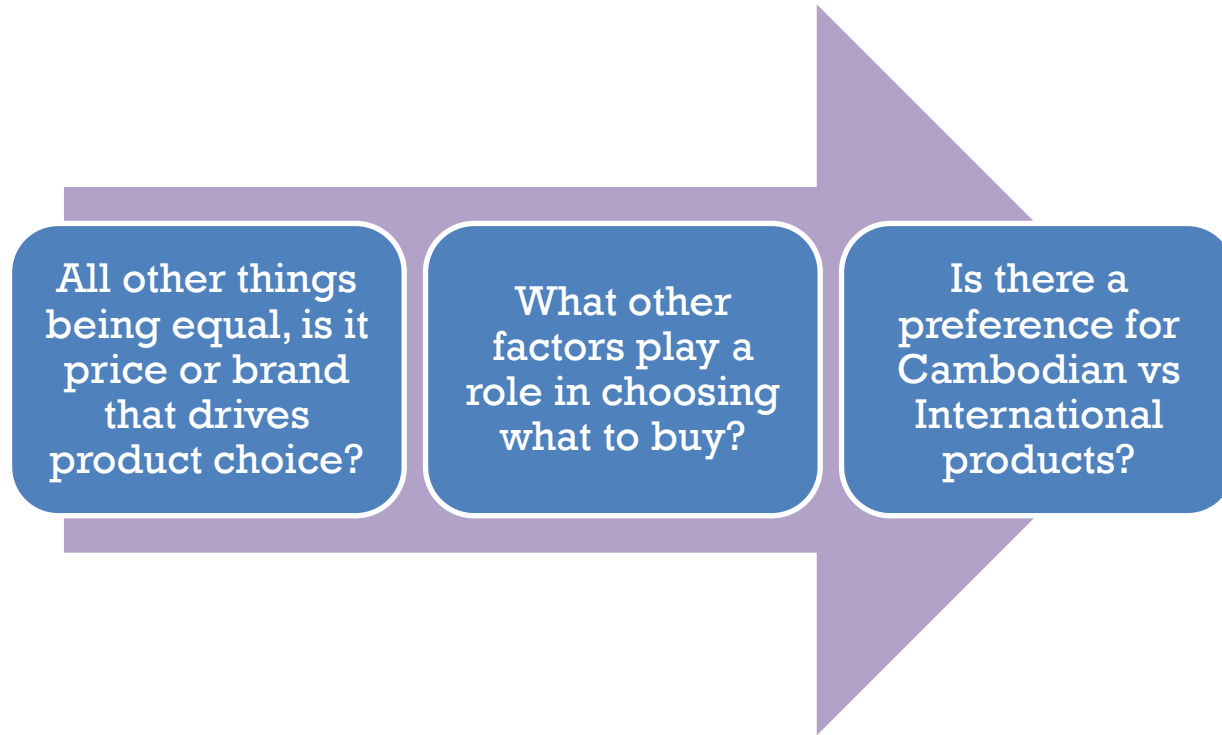 All other things
being equal, is it
price or brand
that drives
product choice?
What other
factors play a
role in choosing
what to buy?
Is there a
preference for
Cambodian vs
International
products?